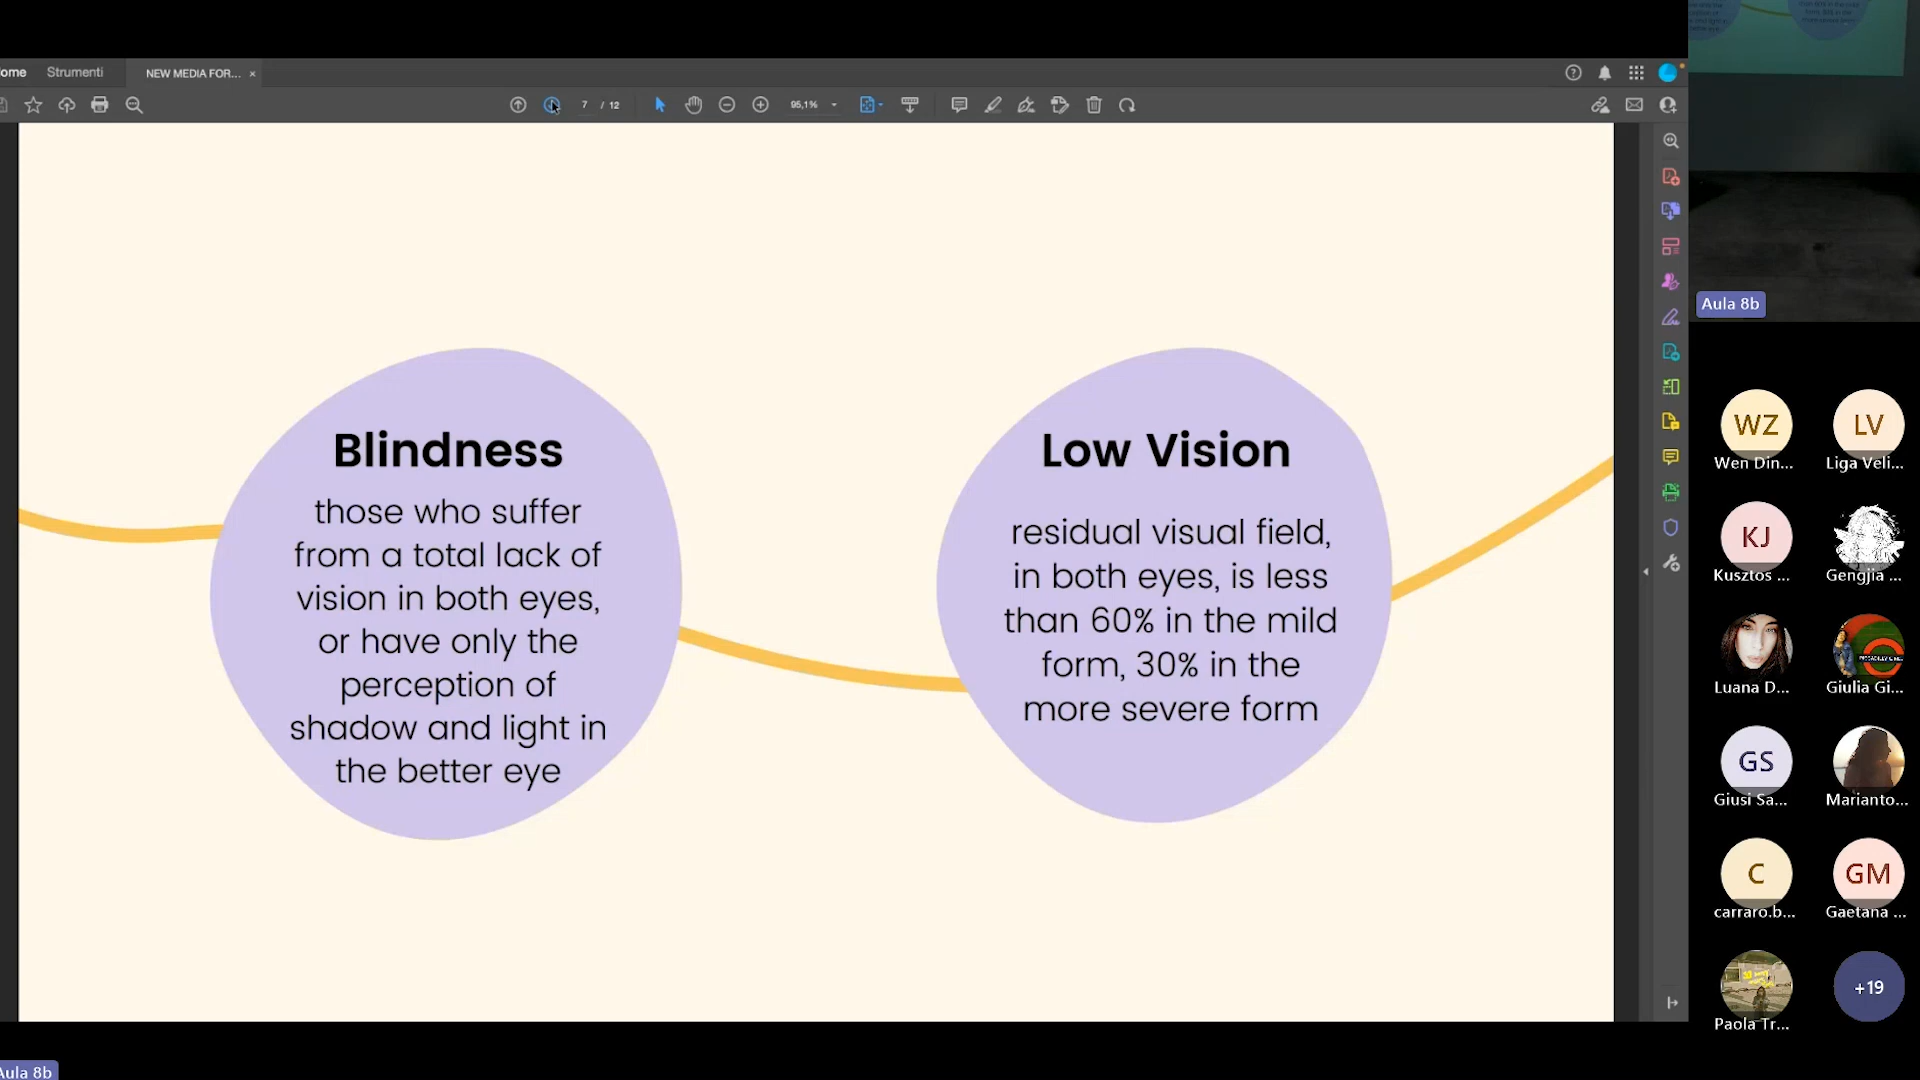 ome
Strumenti
NEW MEDIA FOR...
7 / 12
95,1%
Blindness
those who suffer
from a total lack of
vision in both eyes,
or have only the
perception of
shadow and light in
the better eye
Low Vision
residual visual field,
in both eyes, is less
than 60% in the mild
form, 30% in the
more severe form
Aula 8b
WZ
LV
Wen Din...
Liga Veli...
KJ
Kusztos ...
Gengjia ...
Luana D...
Giulia Gi...
GS
Giusi Sa...
Marianto...
C
GM
carraro.b...
Gaetana ...
Paola Tr...
+19
Aula 8b